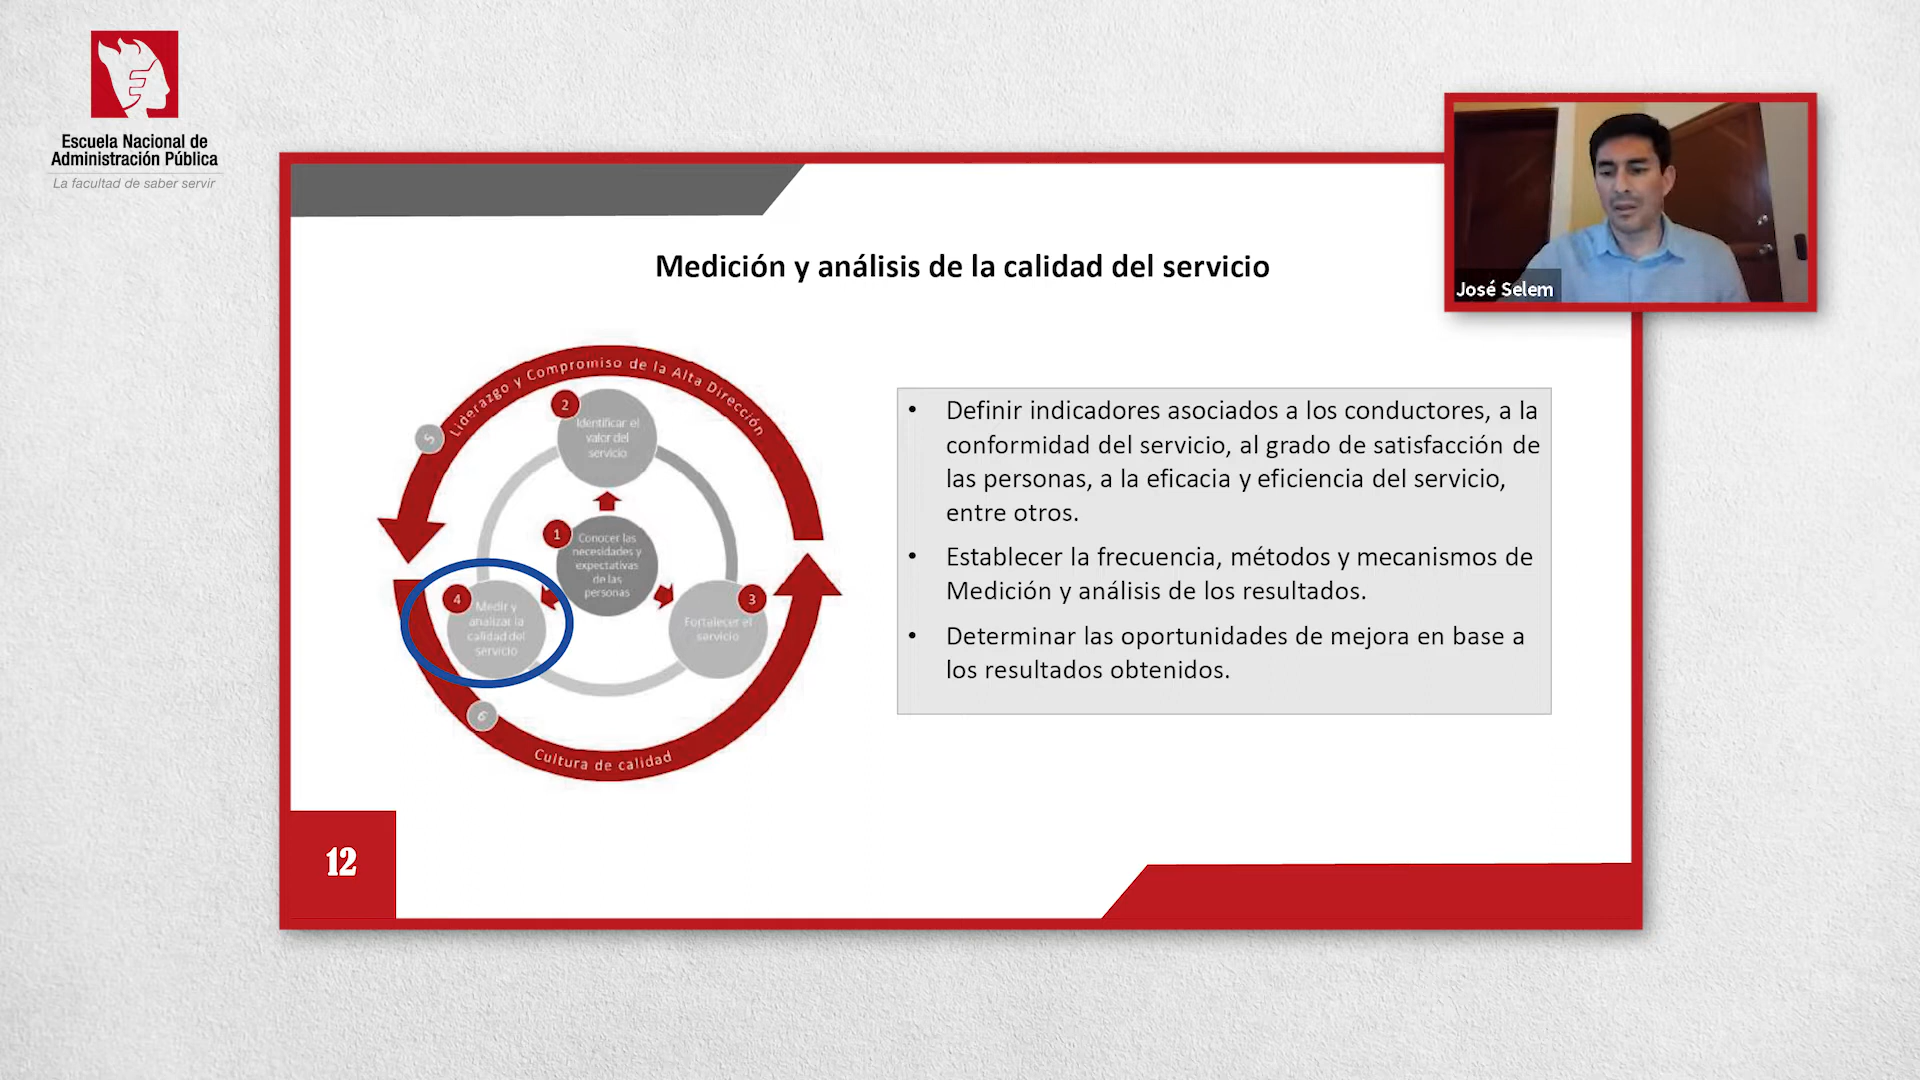 Escuela Nacional de
Administración Pública
La facultad de saber servir
José Selem
Medición y análisis de la calidad del servicio
Liderazgo y Compromiso de la Alta Dirección
5
2
Identificar el
valor del
servicio
1
Conocer las
necesidades y
expectativas
de las
personas
4
Medir y
analizar la
calidad del
servicio
3
Fortalecer el
servicio
6
Cultura de calidad
• Definir indicadores asociados a los conductores, a la
conformidad del servicio, al grado de satisfacción de
las personas, a la eficacia y eficiencia del servicio,
entre otros.
• Establecer la frecuencia, métodos y mecanismos de
Medición y análisis de los resultados.
• Determinar las oportunidades de mejora en base a
los resultados obtenidos.
12